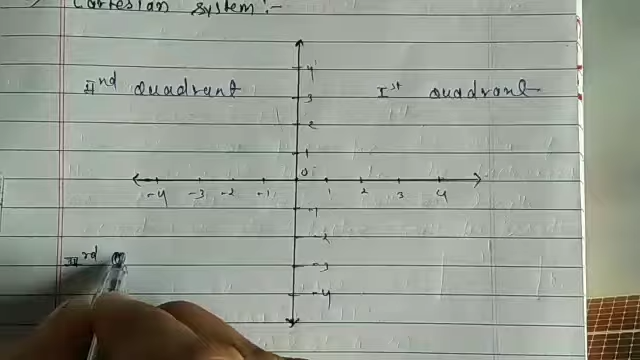 Cartesian system :-
4
IInd quadrant Ist quadrant
3
2
1
0
-4 -3 -2 -1 1 2 3 4
-1
-2
IIIrd Q
-3
-4